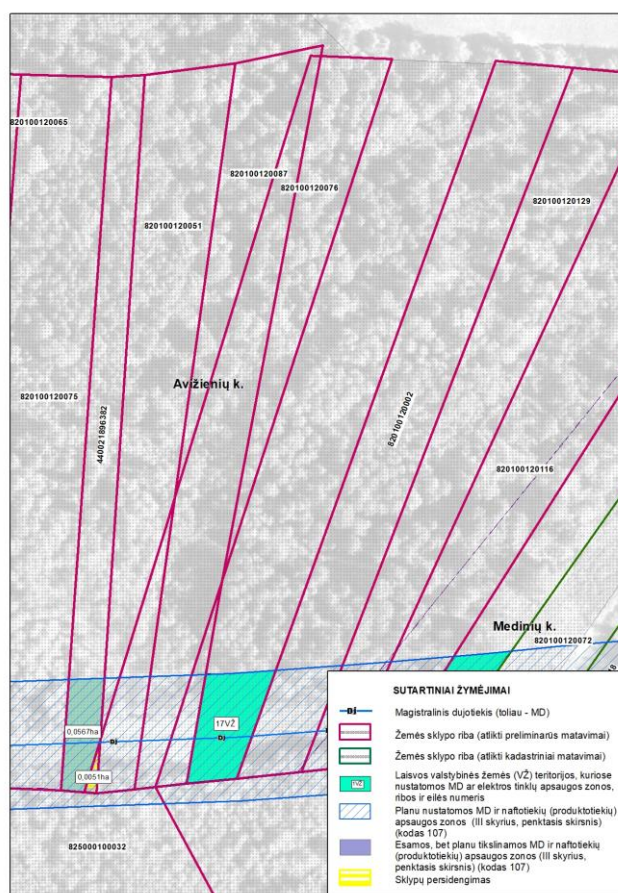 820100120065
820100120087
820100120076
820100120051
820100120129
Avižienių k.
820100120075
440021896382
820100120002
820100120116
Medinių k.
820100120072
0,0567ha
DJ
17VŽ
DJ
0,0051ha
825000100032
SUTARTINIAI ŽYMĖJIMAI
DJ Magistralinis dujotiekis (toliau - MD)
Žemės sklypo riba (atlikti preliminarūs matavimai)
Žemės sklypo riba (atlikti kadastriniai matavimai)
Laisvos valstybinės žemės (VŽ) teritorijos, kuriose
nustatomos MD ar elektros tinklų apsaugos zonos,
1VŽ ribos ir eilės numeris
Planu nustatomos MD ir naftotiekių (produktotiekių)
apsaugos zonos (III skyrius, penktasis skirsnis)
(kodas 107)
Esamos, bet planu tikslinamos MD ir naftotiekių
(produktotiekių) apsaugos zonos (III skyrius,
penktasis skirsnis) (kodas 107)
Sklypų persidengimas